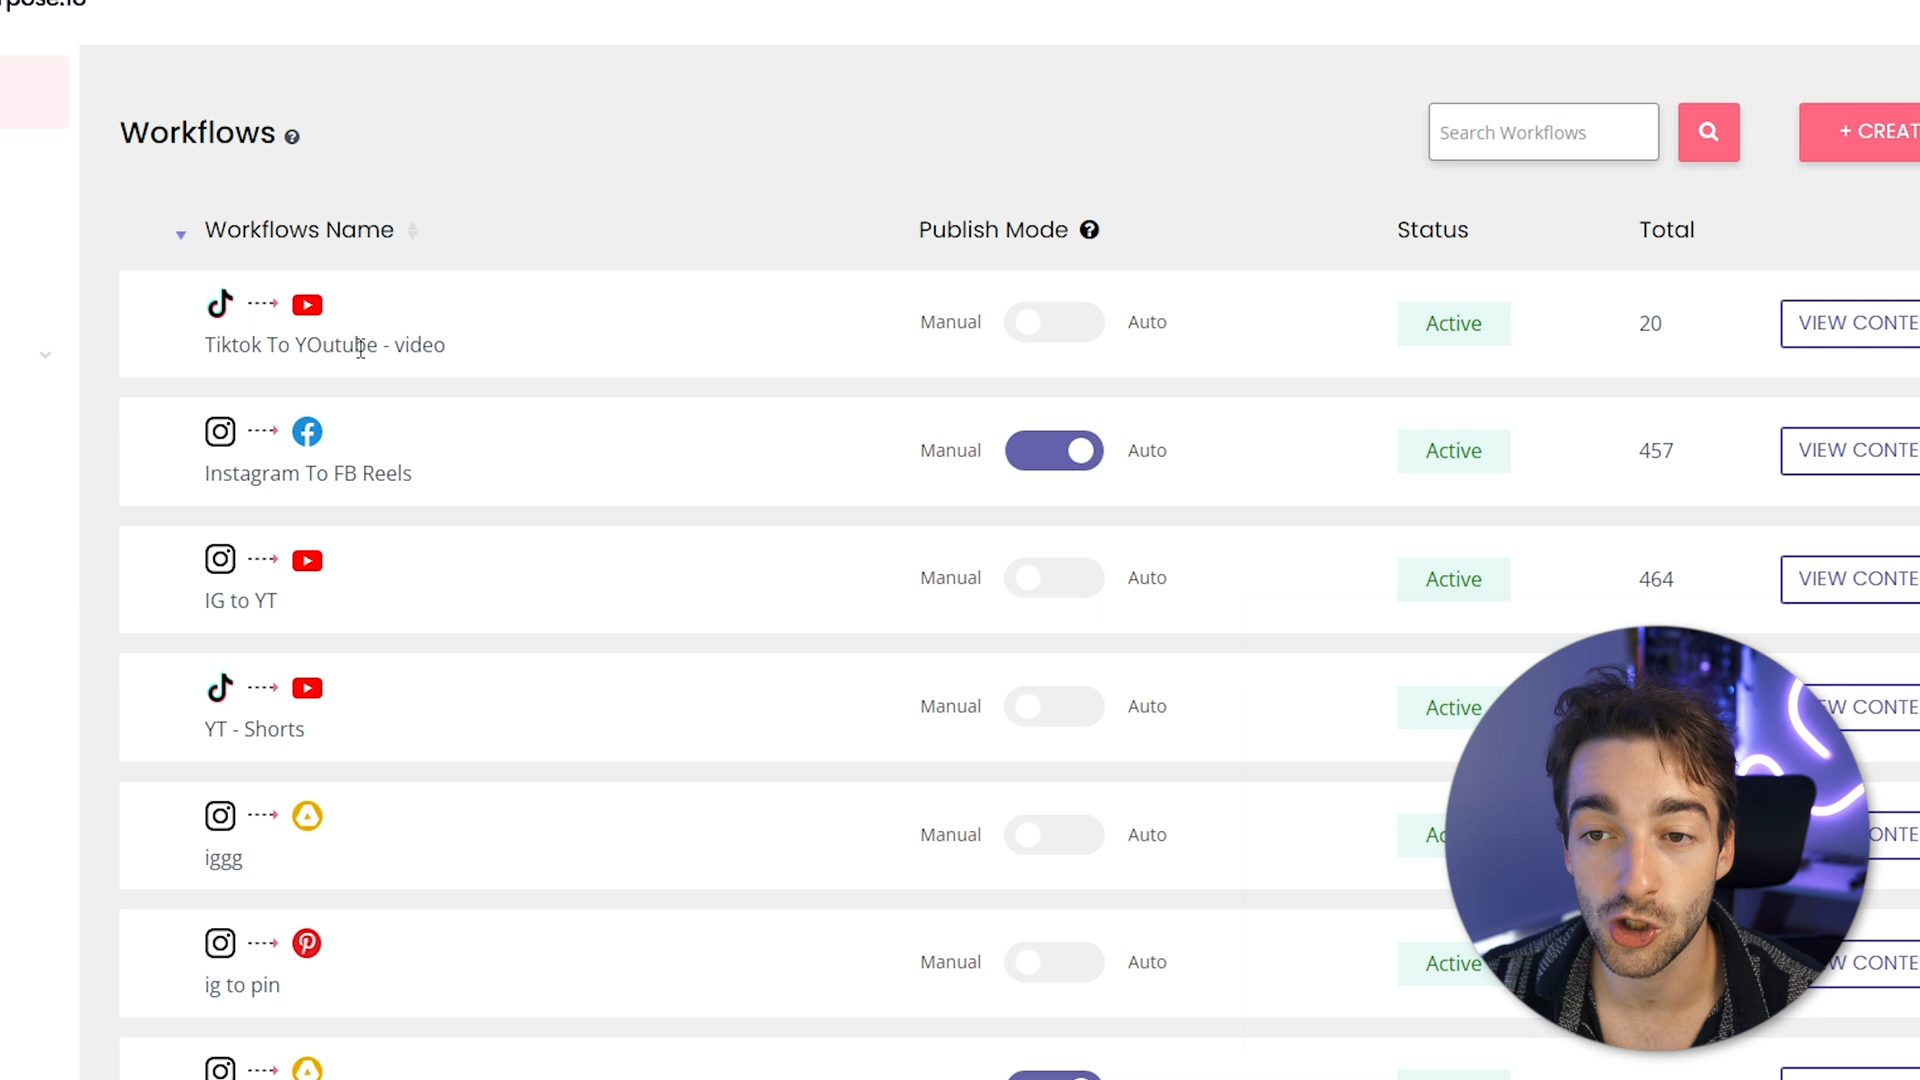 Workflows
Search Workflows
+ CREAT
Workflows Name
Publish Mode
Status
Total
Tiktok To YOutube - video
Manual
Auto
Active
20
VIEW CONTE
Instagram To FB Reels
Manual
Auto
Active
457
VIEW CONTE
IG to YT
Manual
Auto
Active
464
VIEW CONTE
YT - Shorts
Manual
Auto
Active
EW CONTE
iggg
Manual
Auto
Ac
ONTE
ig to pin
Manual
Auto
Active
W CONTE